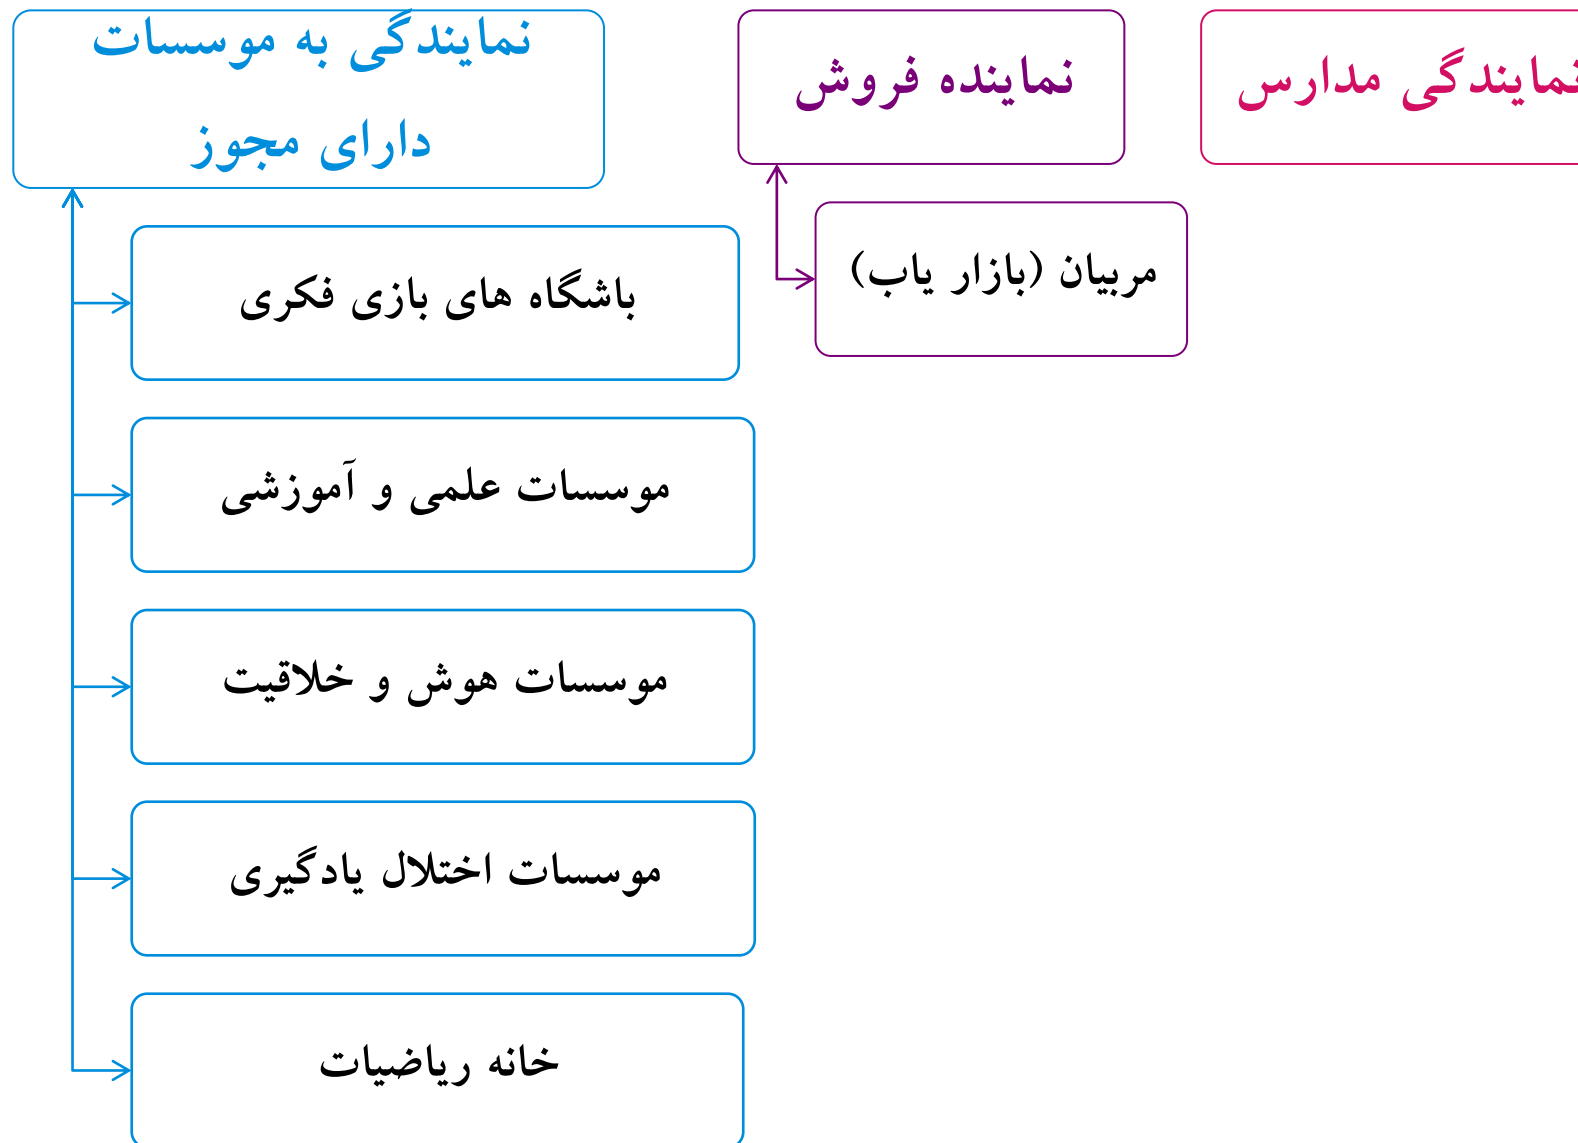 نمایندگی مدارس
نماینده فروش
مربیان (بازار یاب)
نمایندگی به موسسات
دارای مجوز
باشگاه های بازی فکری
موسسات علمی و آموزشی
موسسات هوش و خلاقیت
موسسات اختلال یادگیری
خانه ریاضیات